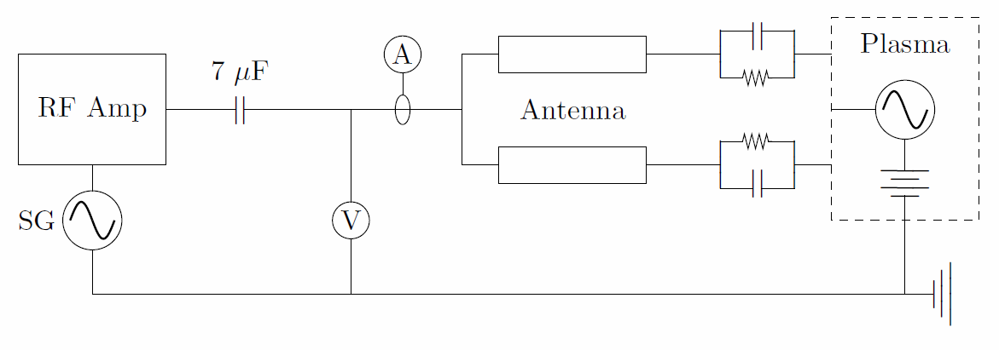 A
Plasma
7 μF
RF Amp
Antenna
SG
V